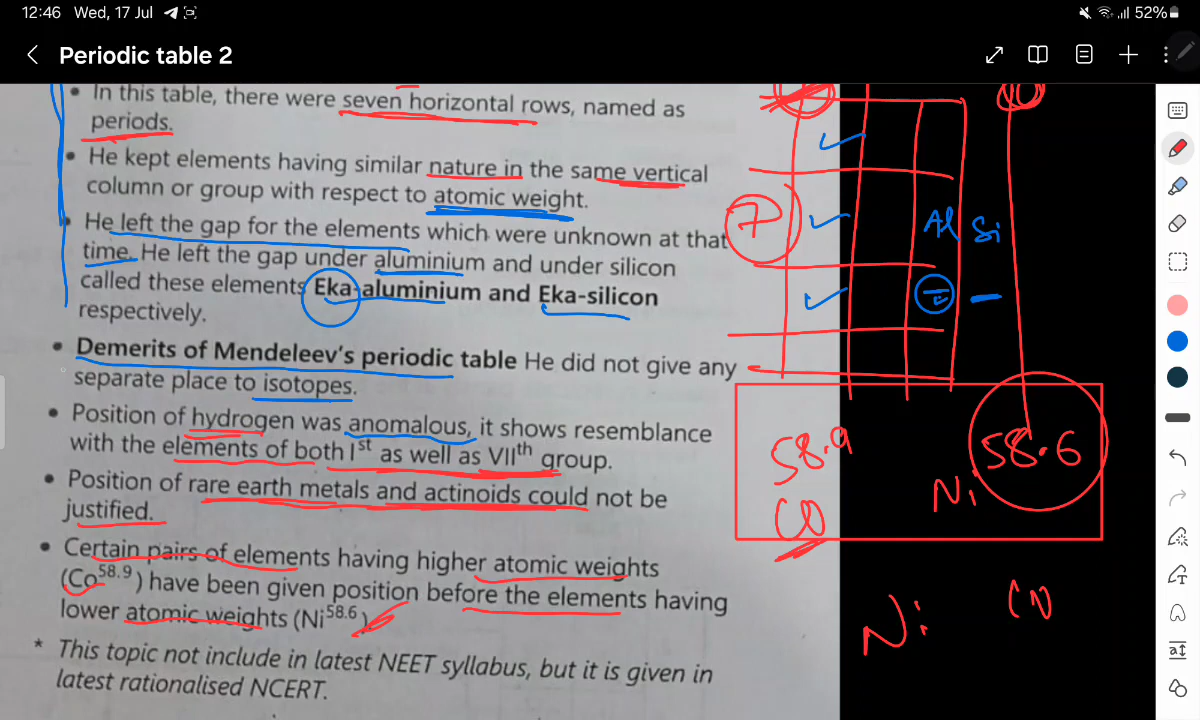 12:46 Wed, 17 Jul 52%
Periodic table 2
• In this table, there were seven horizontal rows, named as
periods.
• He kept elements having similar nature in the same vertical
column or group with respect to atomic weight.
• He left the gap for the elements which were unknown at that
time. He left the gap under aluminium and under silicon
called these elements Eka-aluminium and Eka-silicon
respectively.
• Demerits of Mendeleev's periodic table He did not give any
separate place to isotopes.
• Position of hydrogen was anomalous, it shows resemblance
with the elements of both Ist as well as VIIth group.
• Position of rare earth metals and actinoids could not be
justified.
• Certain pairs of elements having higher atomic weights
(Co58.9) have been given position before the elements having
lower atomic weights (Ni58.6)
* This topic not include in latest NEET syllabus, but it is given in
latest rationalised NCERT.
7
Al Si
58.9
CO
Ni 58.6
Ni CO